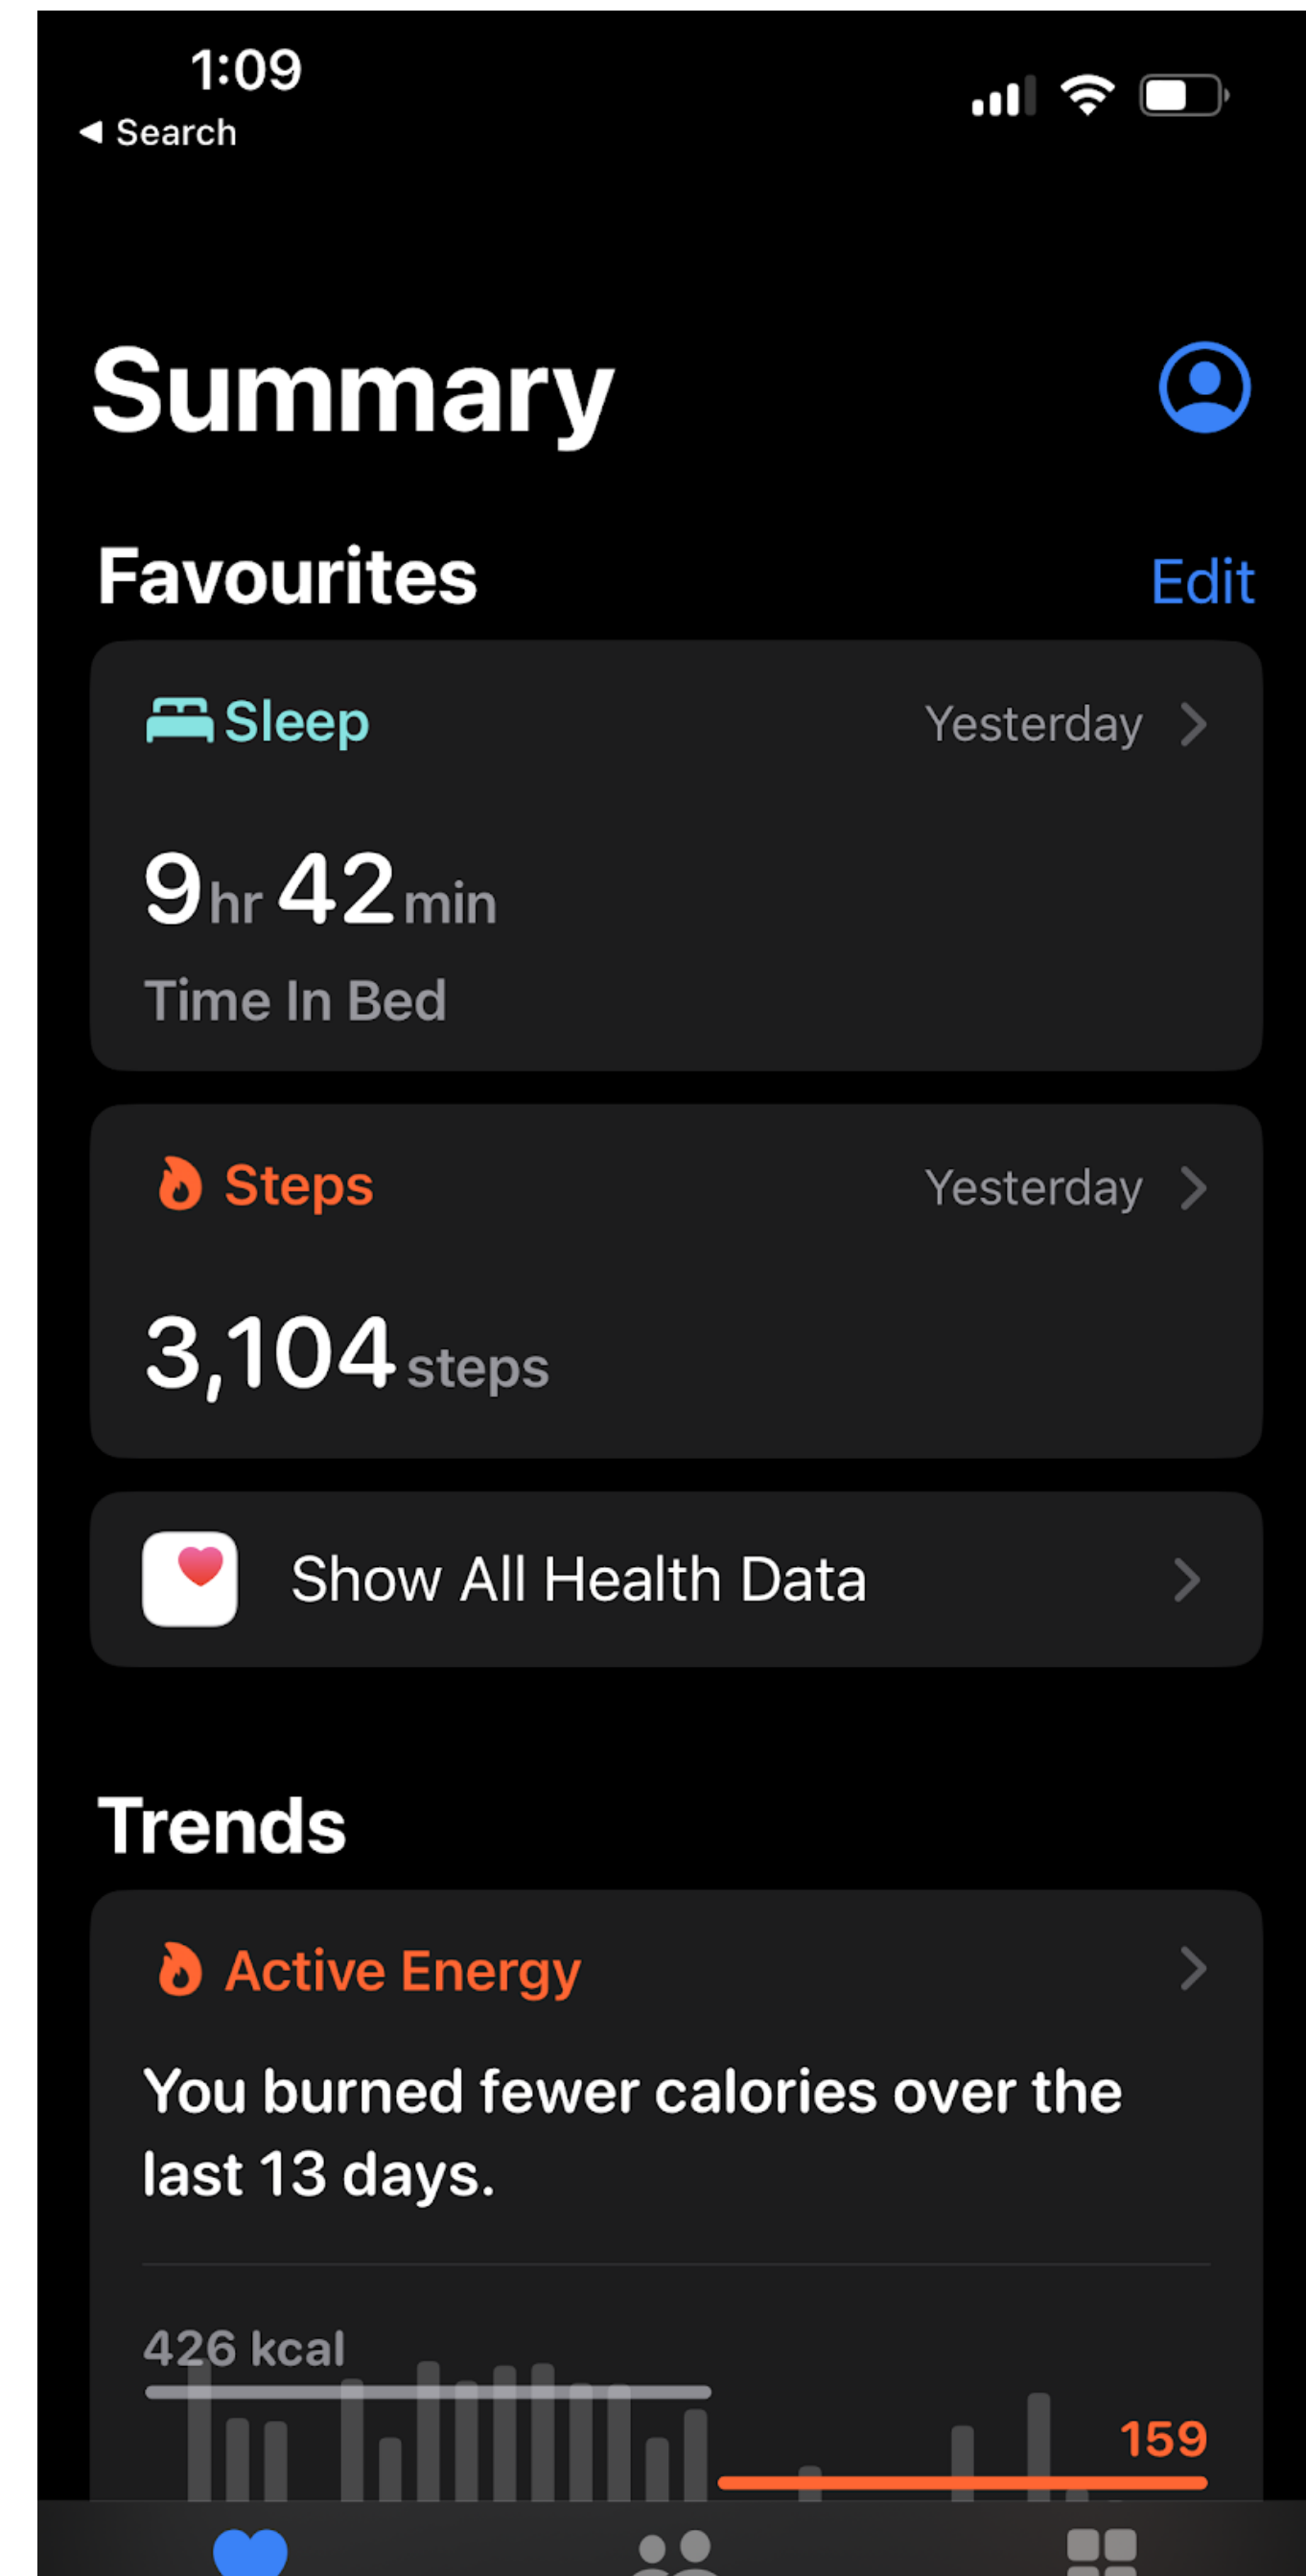 1:09
Search
Summary
Favourites
Edit
Sleep
Yesterday
9 hr 42 min
Time In Bed
Steps
Yesterday
3,104 steps
Show All Health Data
Trends
Active Energy
You burned fewer calories over the
last 13 days.
426 kcal
159